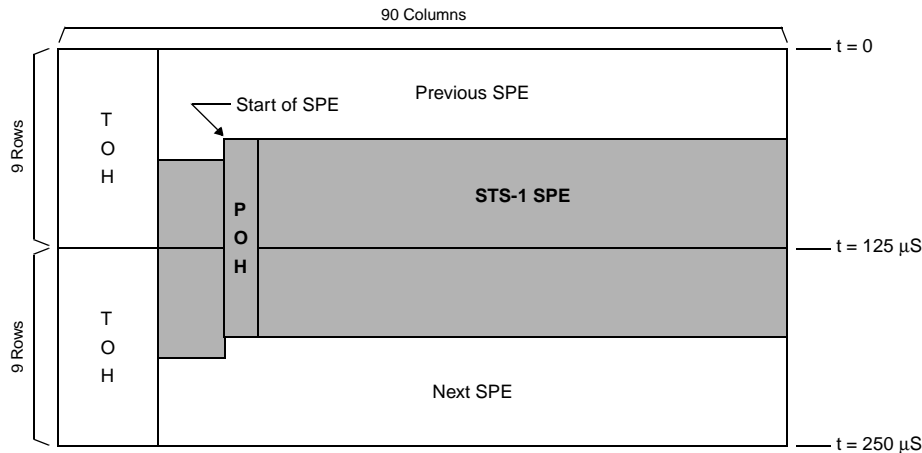 90 Columns
t = 0
Previous SPE
Start of SPE
9 Rows
T
O
H
STS-1 SPE
P
O
H
t = 125 µS
9 Rows
T
O
H
Next SPE
t = 250 µS